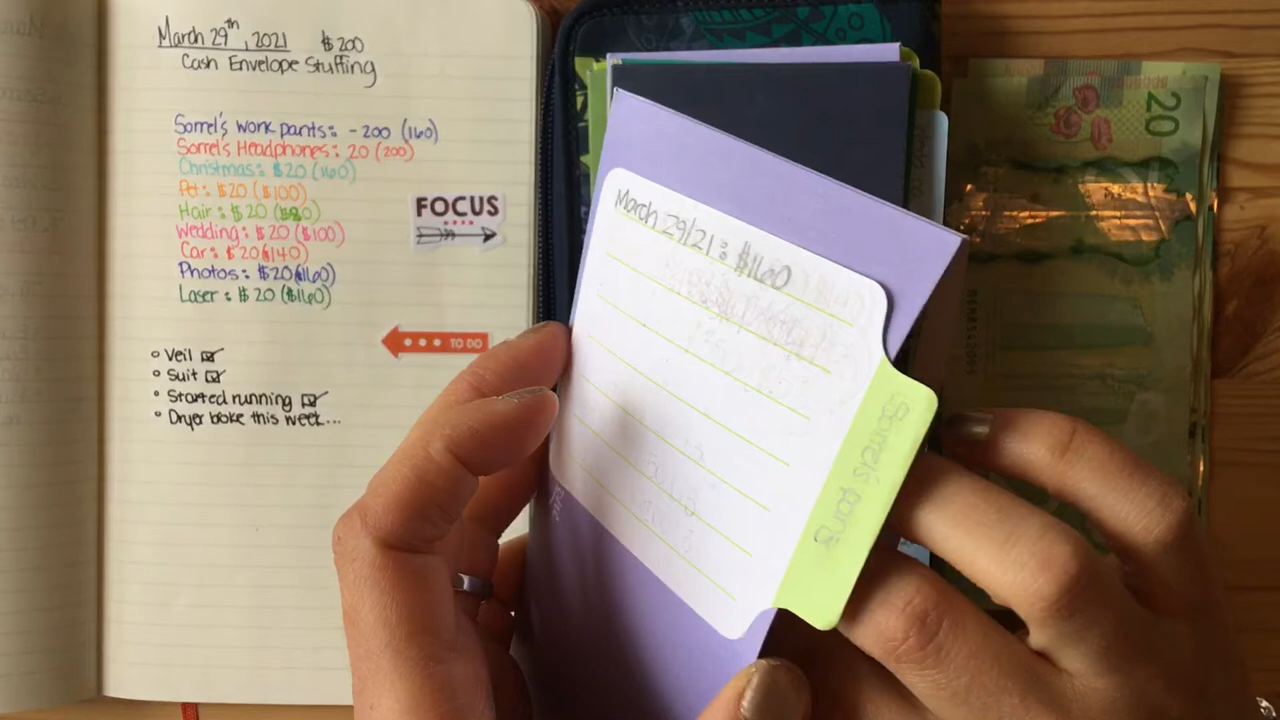 March 29th, 2021 $200
Cash Envelope Stuffing
Sorrel's work pants: -200 (160)
Sorrel's Headphones: 20 (200)
Christmas: $20 (160)
Pet: $20 ($100)
Hair: $20 ($80)
Wedding: $20 ($100)
Car: $20 ($140)
Photos: $20 ($160)
Laser: $20 ($160)
FOCUS
TO DO
Veil
Suit
Started running
Dryer broke this week...
March 29/21: $160
Sorrel's pants
20